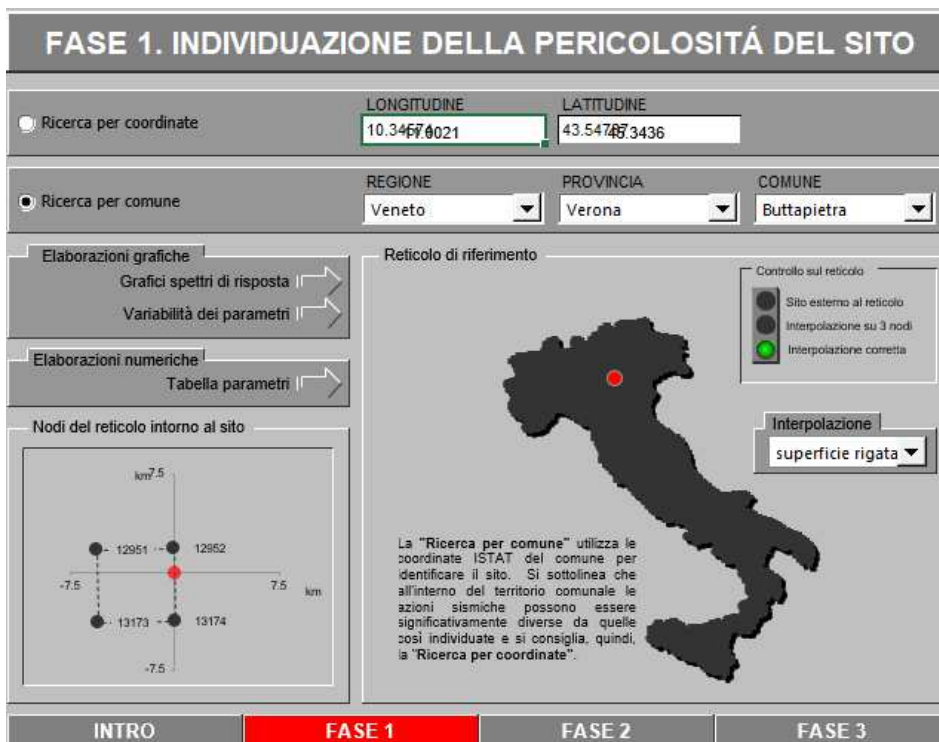 FASE 1. INDIVIDUAZIONE DELLA PERICOLOSITÁ DEL SITO
Ricerca per coordinate
LONGITUDINE
LATITUDINE
11.0021
45.3436
Ricerca per comune
REGIONE
PROVINCIA
COMUNE
Veneto
Verona
Buttapietra
Elaborazioni grafiche
Grafici spettri di risposta
Variabilità dei parametri
Elaborazioni numeriche
Tabella parametri
Nodi del reticolo intorno al sito
km
7.5
12951
12952
-7.5
7.5
km
13173
13174
-7.5
Reticolo di riferimento
Controllo sul reticolo
Sito esterno al reticolo
Interpolazione su 3 nodi
Interpolazione corretta
Interpolazione
superficie rigata
La "Ricerca per comune" utilizza le
coordinate ISTAT del comune per
identificare il sito. Si sottolinea che
all'interno del territorio comunale le
azioni sismiche possono essere
significativamente diverse da quelle
così individuate e si consiglia, quindi,
la "Ricerca per coordinate".
INTRO
FASE 1
FASE 2
FASE 3